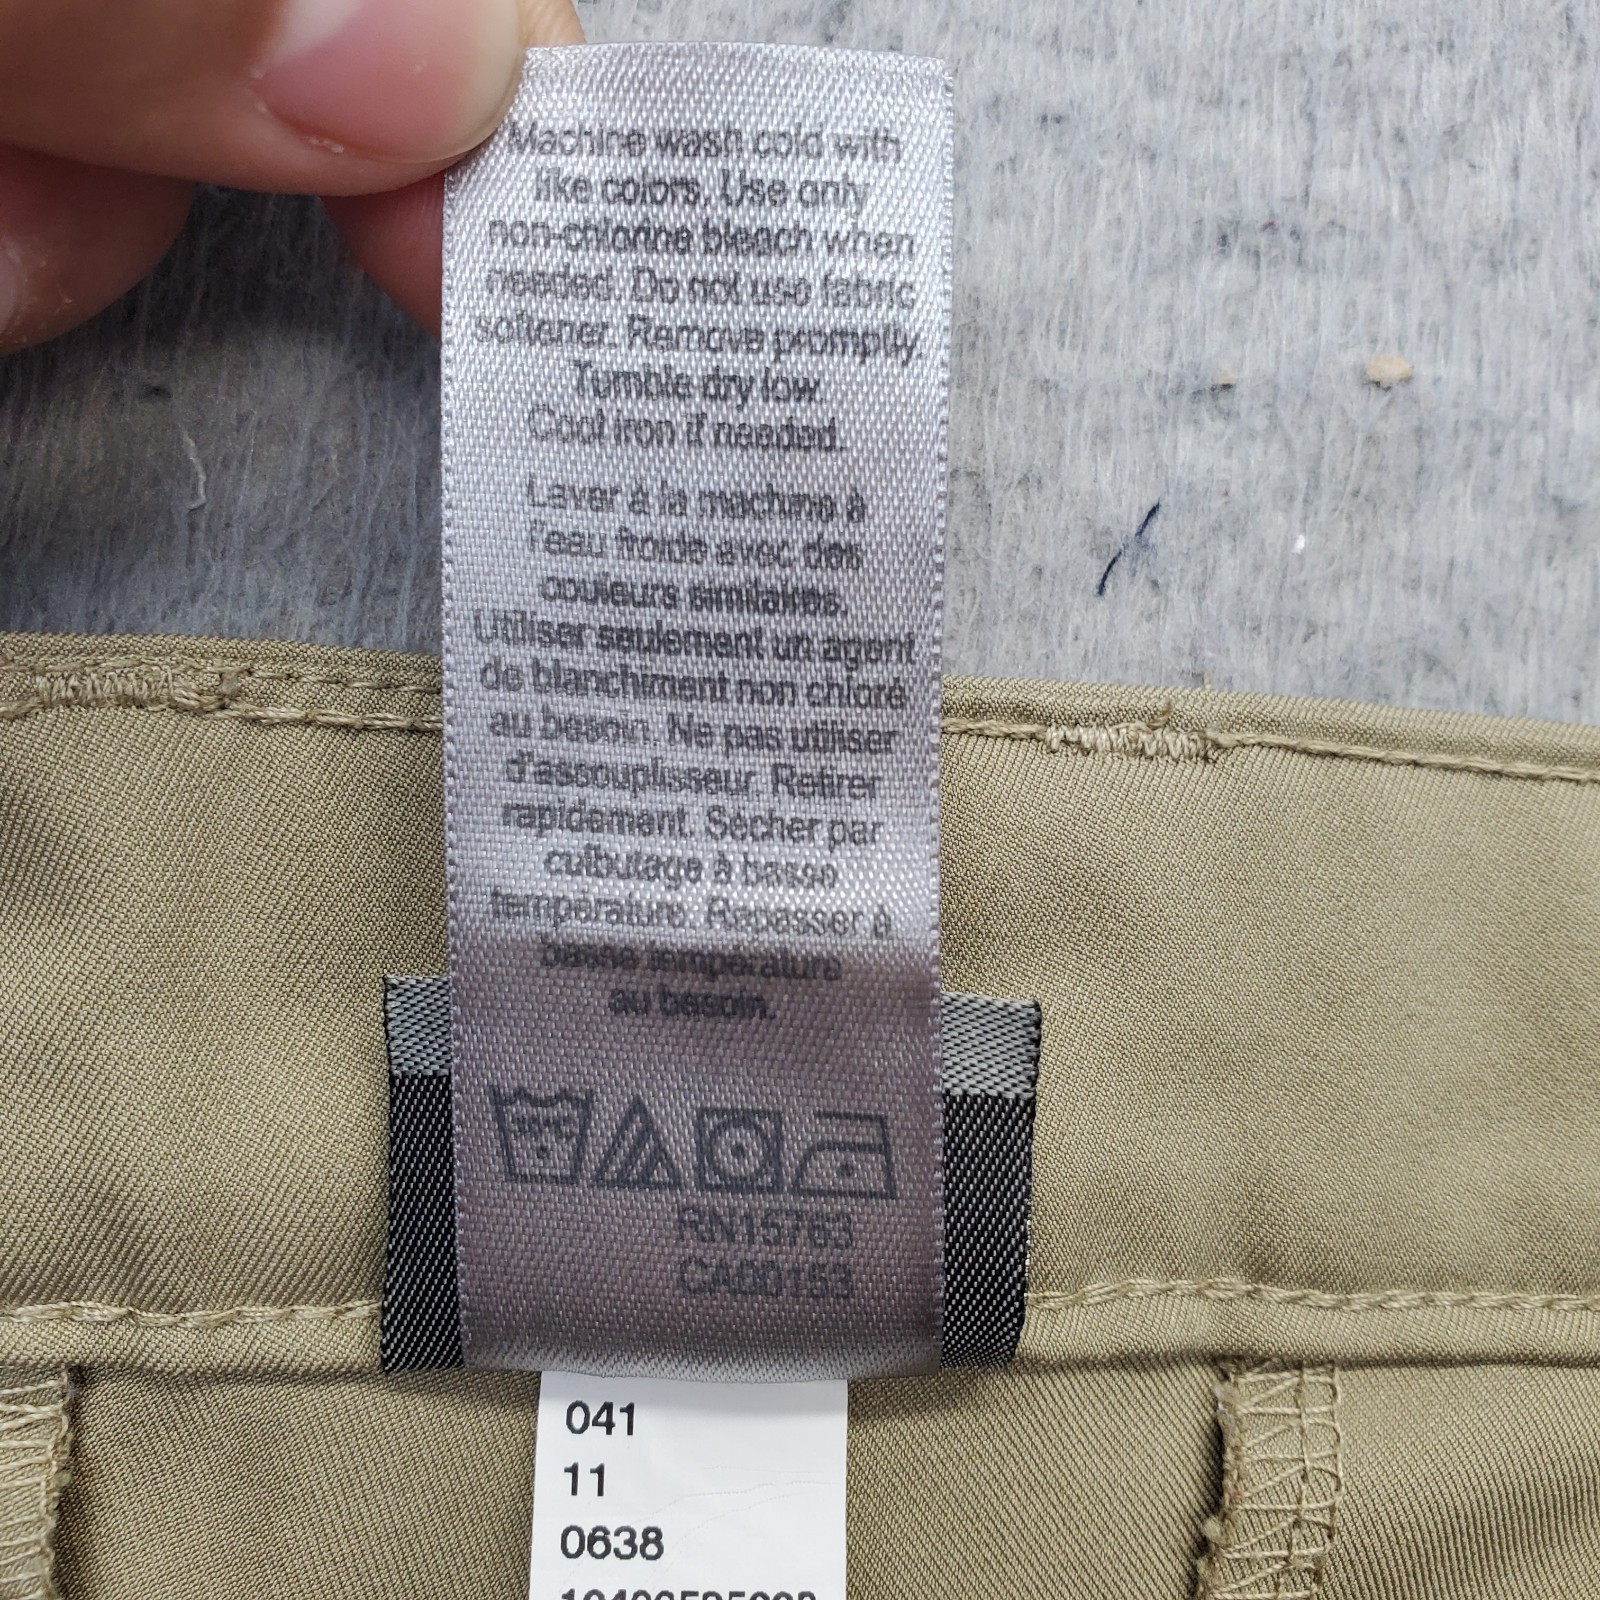 Machine wash cold with
like colors. Use only
non-chlorine bleach when
needed. Do not use fabric
softener. Remove promptly
Tumble dry low
Cool iron if needed.
Laver à la machine à
l'eau froide avec des
couleurs similaires.
Utiliser seulement un agent
de blanchiment non chloré
au besoin. Ne pas utiliser
d'assouplisseur. Retirer
rapidement. Sécher par
culbutage à basse
température. Repasser à
basse température
au besoin.
30°C
RN15763
CA00153
041
11
0638